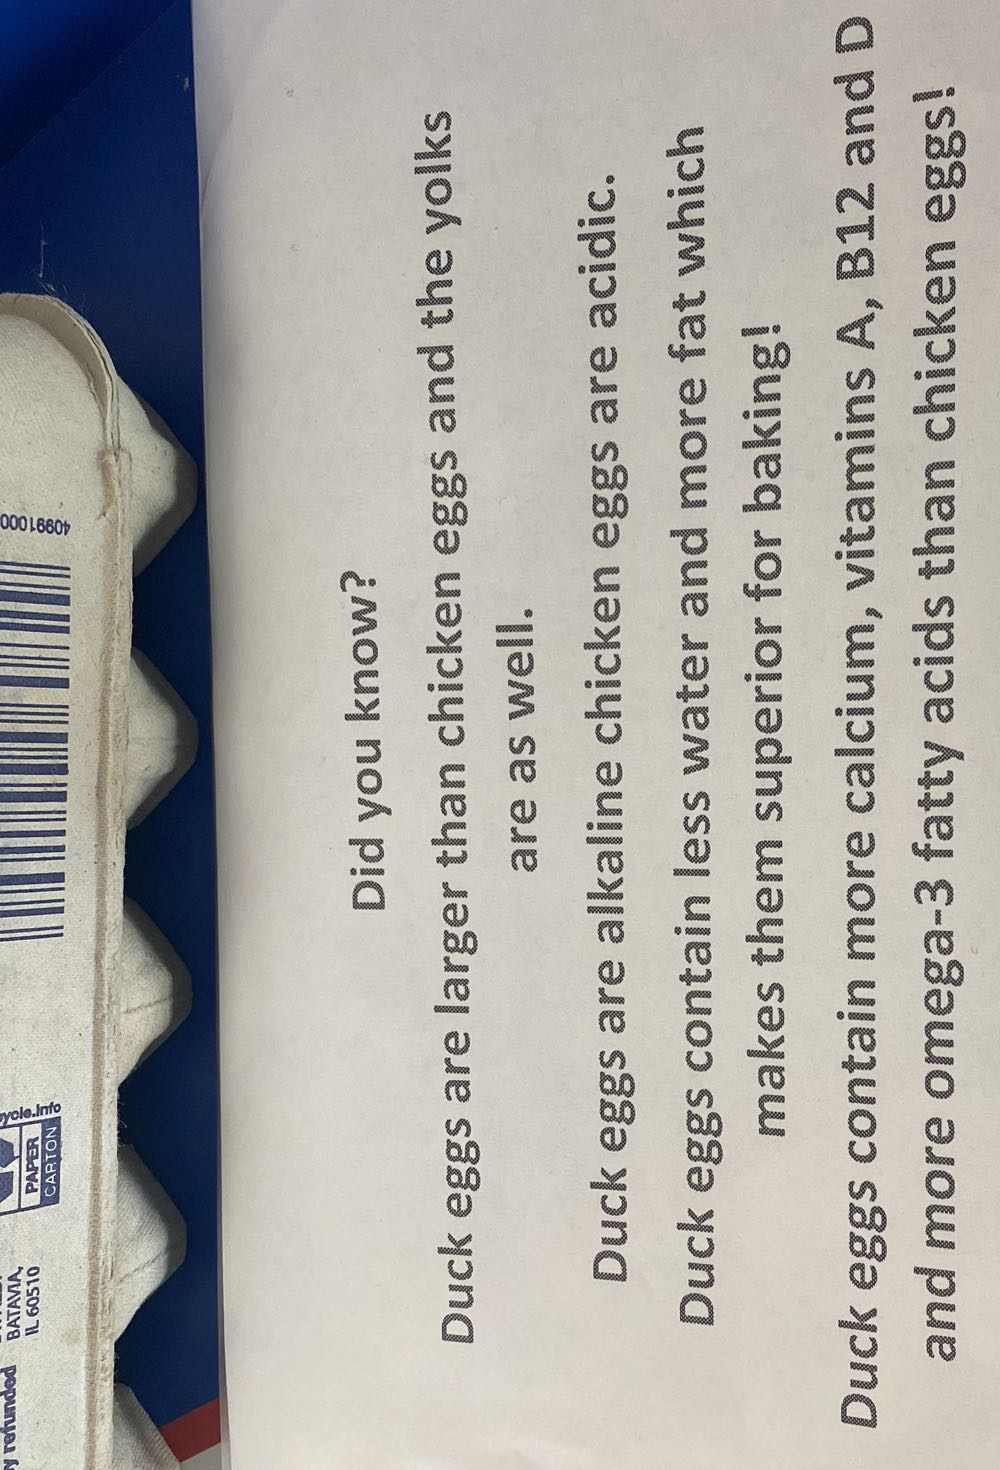 Did you know?
Duck eggs are larger than chicken eggs and the yolks
are as well.
Duck eggs are alkaline chicken eggs are acidic.
Duck eggs contain less water and more fat which
makes them superior for baking!
Duck eggs contain more calcium, vitamins A, B12 and D
and more omega-3 fatty acids than chicken eggs!
refunded
BATAVIA,
IL 60510
PAPER
CARTON
40991000